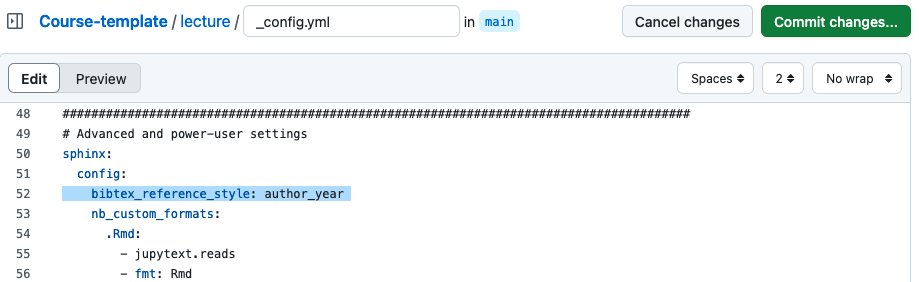 Course-template / lecture / _config.yml in main Cancel changes Commit changes...
Edit Preview Spaces 2 No wrap
48 #######################################################################################
49 # Advanced and power-user settings
50 sphinx:
51 config:
52 bibtex_reference_style: author_year
53 nb_custom_formats:
54 .Rmd:
55 - jupytext.reads
56 - fmt: Rmd